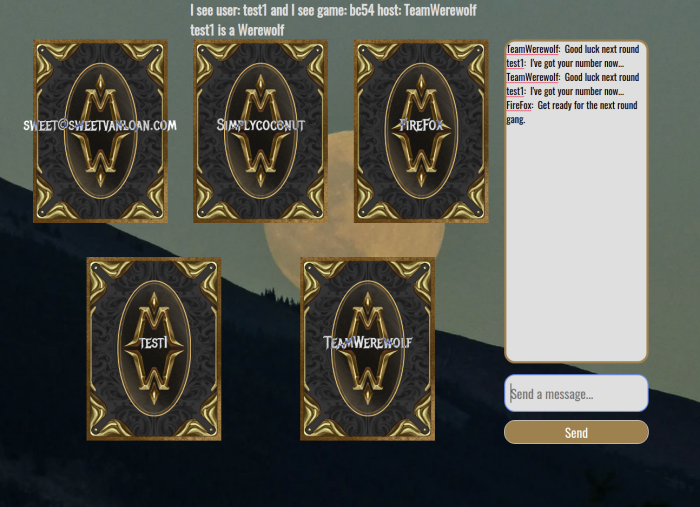 I see user: test1 and I see game: bc54 host: TeamWerewolf
test1 is a Werewolf
sweet@sweetvanloan.com
Simplycoconut
FireFox
test1
TeamWerewolf
TeamWerewolf: Good luck next round
test1: I've got your number now...
TeamWerewolf: Good luck next round
test1: I've got your number now...
FireFox: Get ready for the next round
gang.
Send a message...
Send